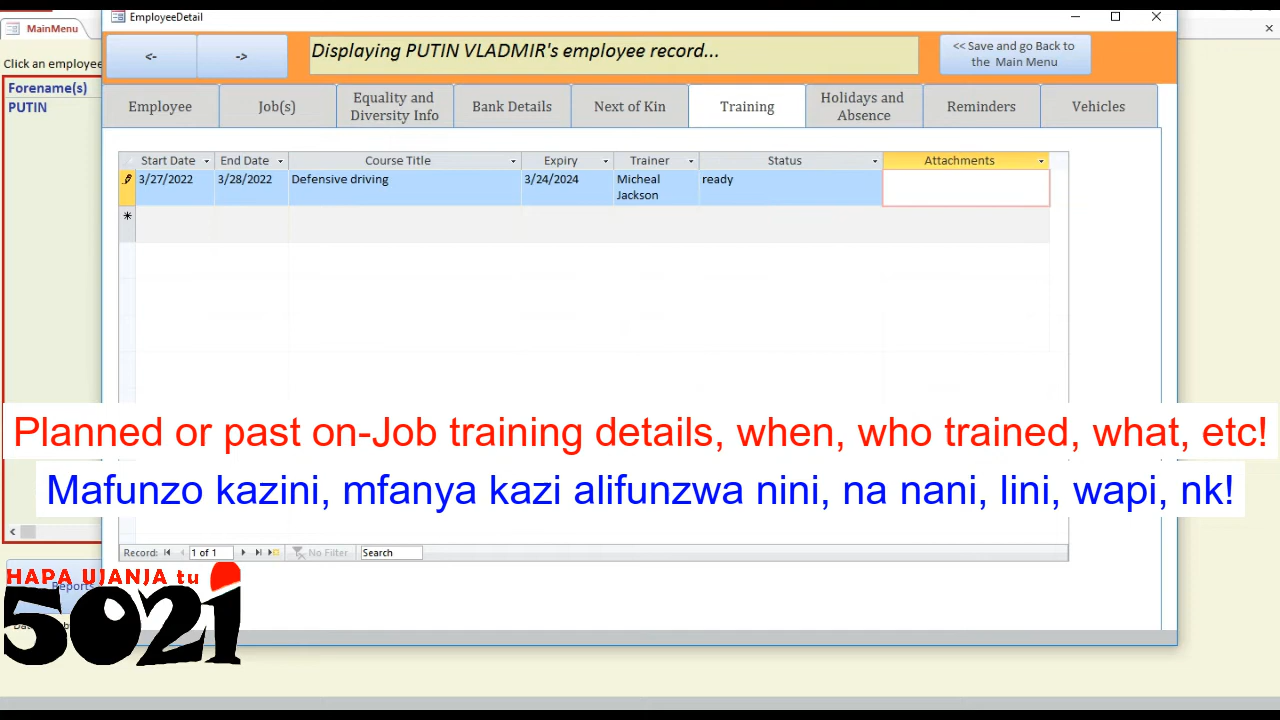 EmployeeDetail
MainMenu
Click an employee
Forename(s)
PUTIN
<-
->
Displaying PUTIN VLADMIR's employee record...
<< Save and go Back to
the Main Menu
Employee
Job(s)
Equality and
Diversity Info
Bank Details
Next of Kin
Training
Holidays and
Absence
Reminders
Vehicles
Start Date
End Date
Course Title
Expiry
Trainer
Status
Attachments
3/27/2022
3/28/2022
Defensive driving
3/24/2024
Micheal
Jackson
ready
Planned or past on-Job training details, when, who trained, what, etc!
Mafunzo kazini, mfanya kazi alifunzwa nini, na nani, lini, wapi, nk!
Record:
1 of 1
No Filter
Search
HAPA UJANJA tu
5021
Reports